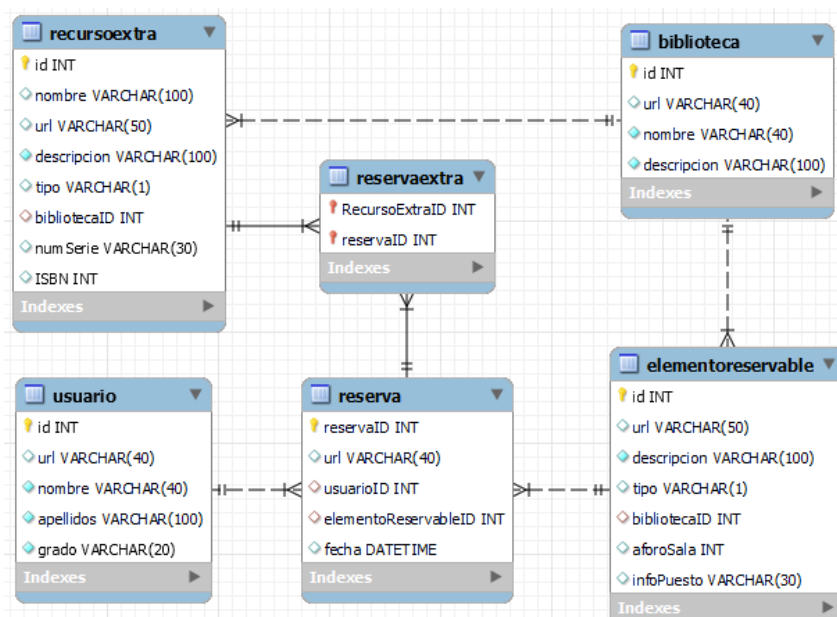 recursoextra
id INT
nombre VARCHAR(100)
url VARCHAR(50)
descripcion VARCHAR(100)
tipo VARCHAR(1)
bibliotecaID INT
numSerie VARCHAR(30)
ISBN INT
Indexes
biblioteca
id INT
url VARCHAR(40)
nombre VARCHAR(40)
descripcion VARCHAR(100)
Indexes
reservaextra
RecursoExtraID INT
reservaID INT
Indexes
usuario
id INT
url VARCHAR(40)
nombre VARCHAR(40)
apellidos VARCHAR(100)
grado VARCHAR(20)
Indexes
reserva
reservaID INT
url VARCHAR(40)
usuarioID INT
elementoReservableID INT
fecha DATETIME
Indexes
elementoreservable
id INT
url VARCHAR(50)
descripcion VARCHAR(100)
tipo VARCHAR(1)
bibliotecaID INT
aforoSala INT
infoPuesto VARCHAR(30)
Indexes